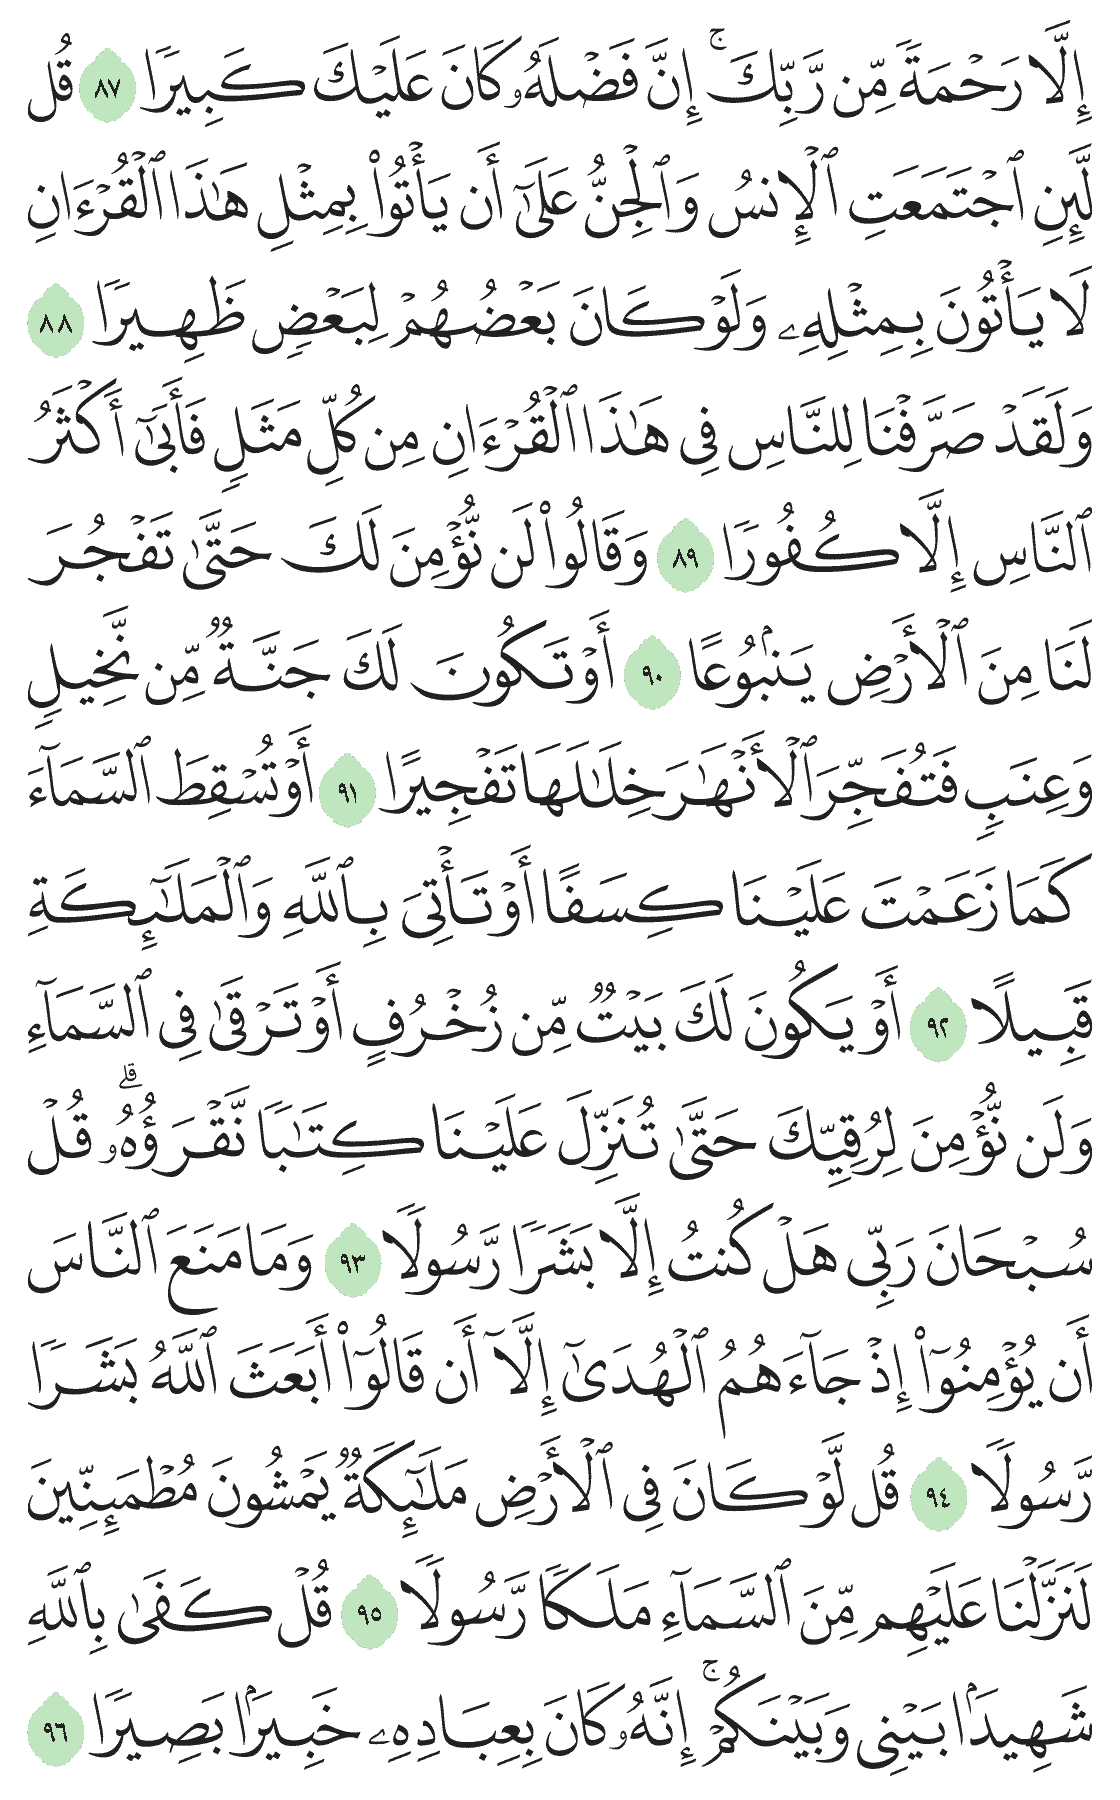 إِلَّا رَحْمَةً مِّن رَّبِّكَ ۚ إِنَّ فَضْلَهُۥ كَانَ عَلَيْكَ كَبِيرًا ٨٧ قُل
لَّئِنِ ٱجْتَمَعَتِ ٱلْإِنسُ وَٱلْجِنُّ عَلَىٰٓ أَن يَأْتُوا۟ بِمِثْلِ هَـٰذَا ٱلْقُرْءَانِ
لَا يَأْتُونَ بِمِثْلِهِۦ وَلَوْ كَانَ بَعْضُهُمْ لِبَعْضٍ ظَهِيرًا ٨٨
وَلَقَدْ صَرَّفْنَا لِلنَّاسِ فِى هَـٰذَا ٱلْقُرْءَانِ مِن كُلِّ مَثَلٍ فَأَبَىٰٓ أَكْثَرُ
ٱلنَّاسِ إِلَّا كُفُورًا ٨٩ وَقَالُوا۟ لَن نُّؤْمِنَ لَكَ حَتَّىٰ تَفْجُرَ
لَنَا مِنَ ٱلْأَرْضِ يَنۢبُوعًا ٩٠ أَوْ تَكُونَ لَكَ جَنَّةٌ مِّن نَّخِيلٍ
وَعِنَبٍ فَتُفَجِّرَ ٱلْأَنْهَـٰرَ خِلَـٰلَهَا تَفْجِيرًا ٩١ أَوْ تُسْقِطَ ٱلسَّمَآءَ
كَمَا زَعَمْتَ عَلَيْنَا كِسَفًا أَوْ تَأْتِىَ بِٱللَّهِ وَٱلْمَلَـٰٓئِكَةِ
قَبِيلًا ٩٢ أَوْ يَكُونَ لَكَ بَيْتٌ مِّن زُخْرُفٍ أَوْ تَرْقَىٰ فِى ٱلسَّمَآءِ
وَلَن نُّؤْمِنَ لِرُقِيِّكَ حَتَّىٰ تُنَزِّلَ عَلَيْنَا كِتَـٰبًا نَّقْرَؤُهُۥ ۗ قُلْ
سُبْحَانَ رَبِّى هَلْ كُنتُ إِلَّا بَشَرًا رَّسُولًا ٩٣ وَمَا مَنَعَ ٱلنَّاسَ
أَن يُؤْمِنُوٓا۟ إِذْ جَآءَهُمُ ٱلْهُدَىٰٓ إِلَّآ أَن قَالُوٓا۟ أَبَعَثَ ٱللَّهُ بَشَرًا
رَّسُولًا ٩٤ قُل لَّوْ كَانَ فِى ٱلْأَرْضِ مَلَـٰٓئِكَةٌ يَمْشُونَ مُطْمَئِنِّينَ
لَنَزَّلْنَا عَلَيْهِم مِّنَ ٱلسَّمَآءِ مَلَكًا رَّسُولًا ٩٥ قُلْ كَفَىٰ بِٱللَّهِ
شَهِيدًۢا بَيْنِى وَبَيْنَكُمْ ۚ إِنَّهُۥ كَانَ بِعِبَادِهِۦ خَبِيرًۢا بَصِيرًا ٩٦